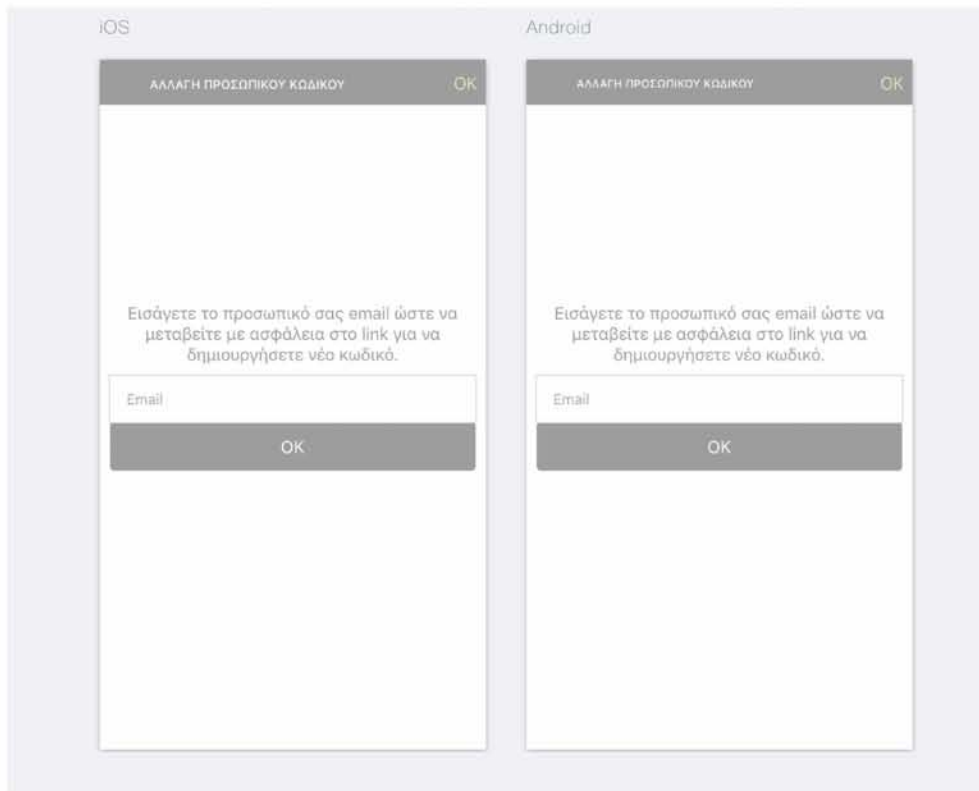 iOS
ΑΛΛΑΓΗ ΠΡΟΣΩΠΙΚΟΥ ΚΩΔΙΚΟΥ
OK
Εισάγετε το προσωπικό σας email ώστε να
μεταβείτε με ασφάλεια στο link για να
δημιουργήσετε νέο κωδικό.
Email
OK
Android
ΑΛΛΑΓΗ ΠΡΟΣΩΠΙΚΟΥ ΚΩΔΙΚΟΥ
OK
Εισάγετε το προσωπικό σας email ώστε να
μεταβείτε με ασφάλεια στο link για να
δημιουργήσετε νέο κωδικό.
Email
OK